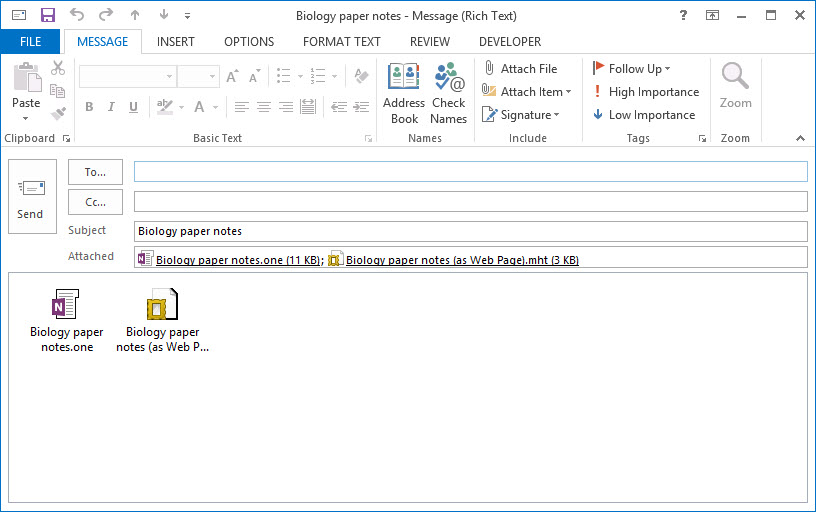 Biology paper notes - Message (Rich Text)
?
FILE MESSAGE INSERT OPTIONS FORMAT TEXT REVIEW DEVELOPER
Paste
B I U ab A
A A
Address Book
Check Names
Attach File
Attach Item
Signature
Follow Up
High Importance
Low Importance
Zoom
Clipboard Basic Text Names Include Tags Zoom
Send
To...
Cc...
Subject Biology paper notes
Attached Biology paper notes.one (11 KB); Biology paper notes (as Web Page).mht (3 KB)
Biology paper
notes.one
Biology paper
notes (as Web P...